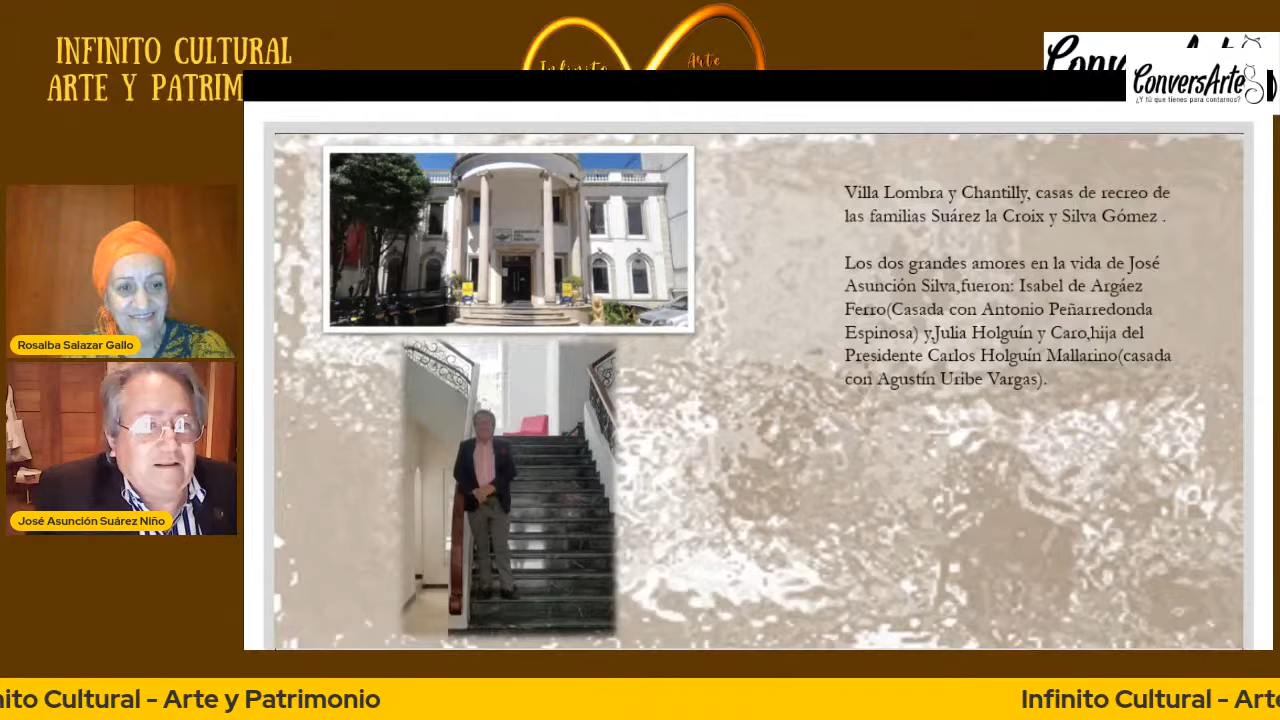 INFINITO CULTURAL
ARTE Y PATRIM
Infinito
Arte
ConversArte
¿Y tú que tienes para contarnos?
Villa Lombra y Chantilly, casas de recreo de
las familias Suárez la Croix y Silva Gómez .
Los dos grandes amores en la vida de José
Asunción Silva,fueron: Isabel de Argáez
Ferro(Casada con Antonio Peñarredonda
Espinosa) y,Julia Holguín y Caro,hija del
Presidente Carlos Holguín Mallarino(casada
con Agustín Uribe Vargas).
Rosalba Salazar Gallo
José Asunción Suárez Niño
nito Cultural - Arte y Patrimonio
Infinito Cultural - Arte